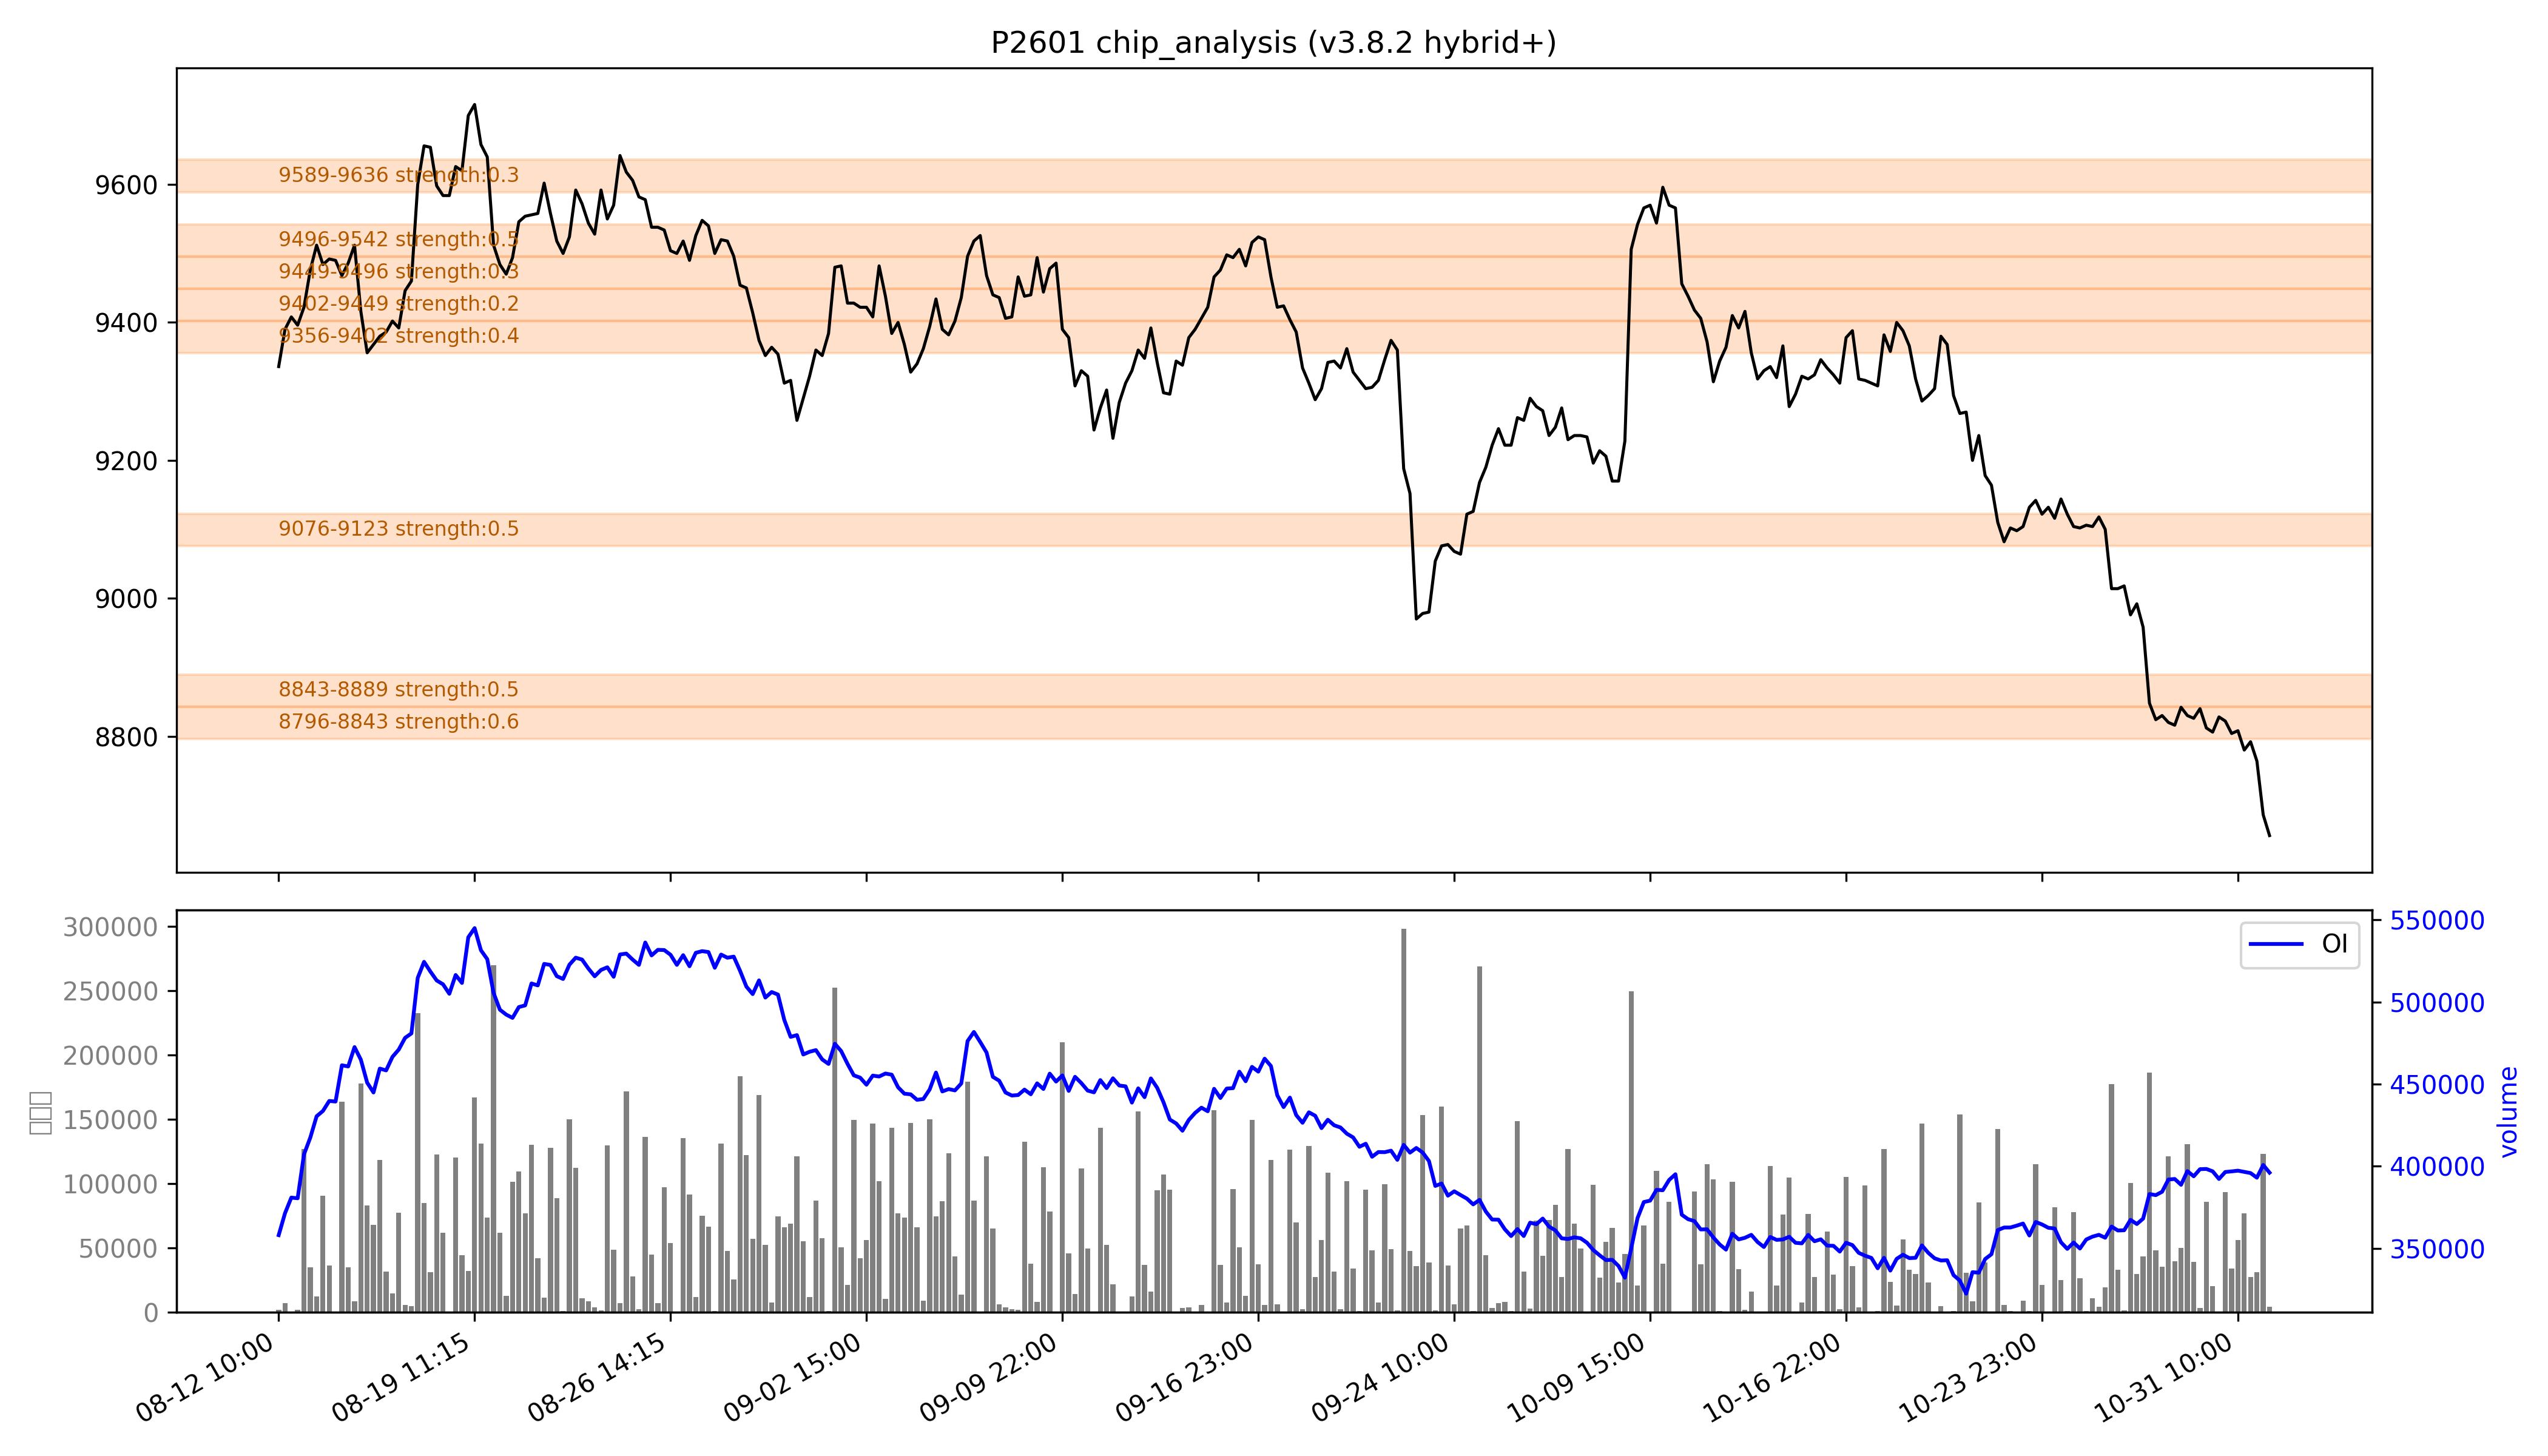 P2601 chip_analysis (v3.8.2 hybrid+)
9600
9400
9200
9000
8800
9589-9636 strength:0.3
9496-9542 strength:0.5
9449-9496 strength:0.3
9402-9449 strength:0.2
9356-9402 strength:0.4
9076-9123 strength:0.5
8843-8889 strength:0.5
8796-8843 strength:0.6
300000
250000
200000
150000
100000
50000
0
OI
550000
500000
450000
400000
350000
volume
08-12 10:00
08-19 11:15
08-26 14:15
09-02 15:00
09-09 22:00
09-16 23:00
09-24 10:00
10-09 15:00
10-16 22:00
10-23 23:00
10-31 10:00